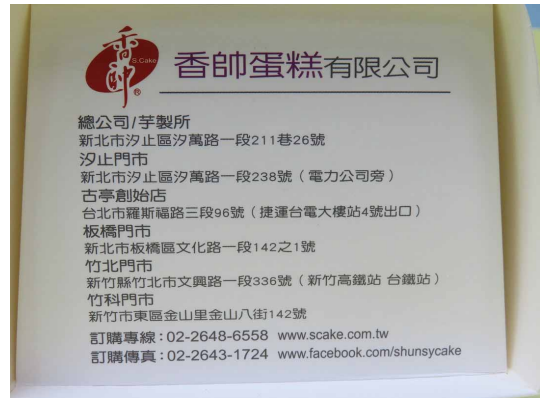 香帥
S.Cake
®
香帥蛋糕有限公司
總公司/芋製所
新北市汐止區汐萬路一段211巷26號
汐止門市
新北市汐止區汐萬路一段238號（電力公司旁）
古亭創始店
台北市羅斯福路三段96號（捷運台電大樓站4號出口）
板橋門市
新北市板橋區文化路一段142之1號
竹北門市
新竹縣竹北市文興路一段336號（新竹高鐵站 台鐵站）
竹科門市
新竹市東區金山里金山八街142號
訂購專線：02-2648-6558 www.scake.com.tw
訂購傳真：02-2643-1724 www.facebook.com/shunsycake